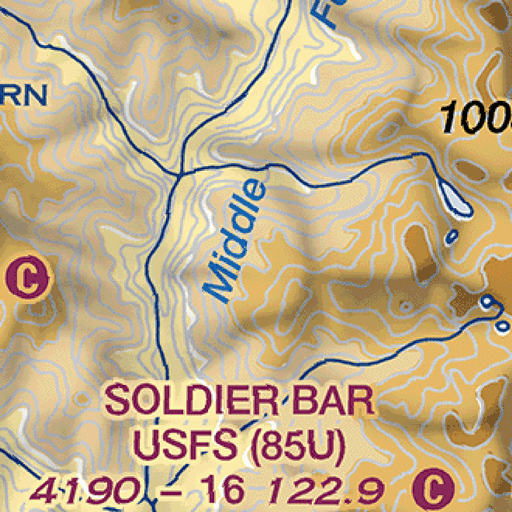 RN
100
Middle
C
SOLDIER BAR
USFS (85U)
4190 - 16 122.9 C